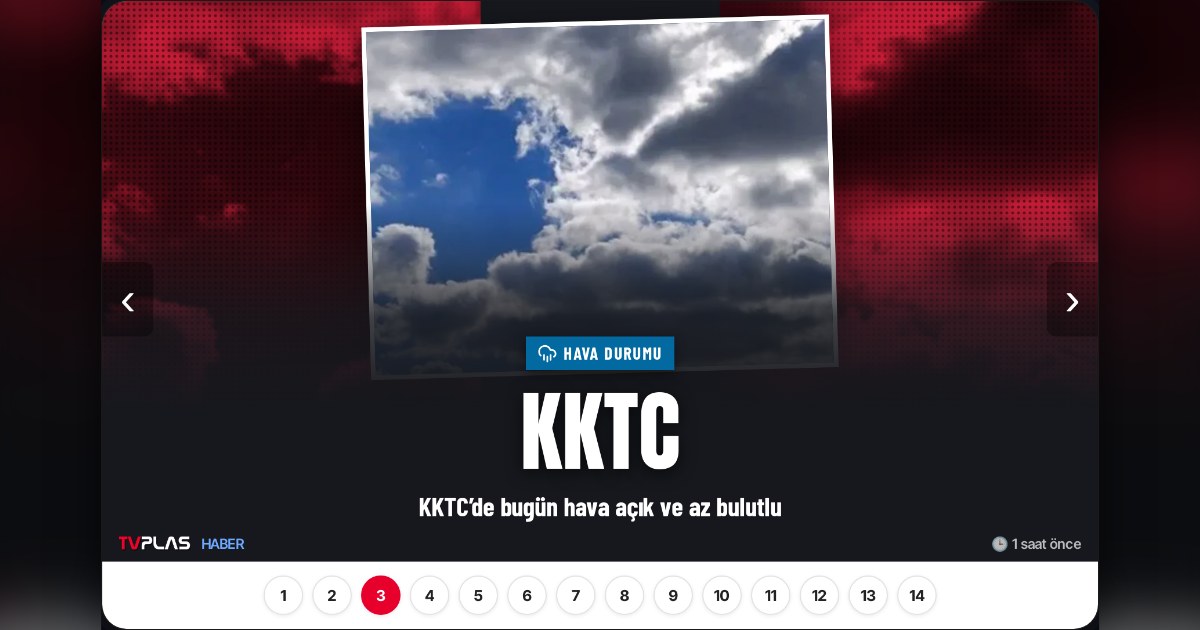 HAVA DURUMU
KKTC
KKTC’de bugün hava açık ve az bulutlu
TVPLAS HABER
1 saat önce
1 2 3 4 5 6 7 8 9 10 11 12 13 14